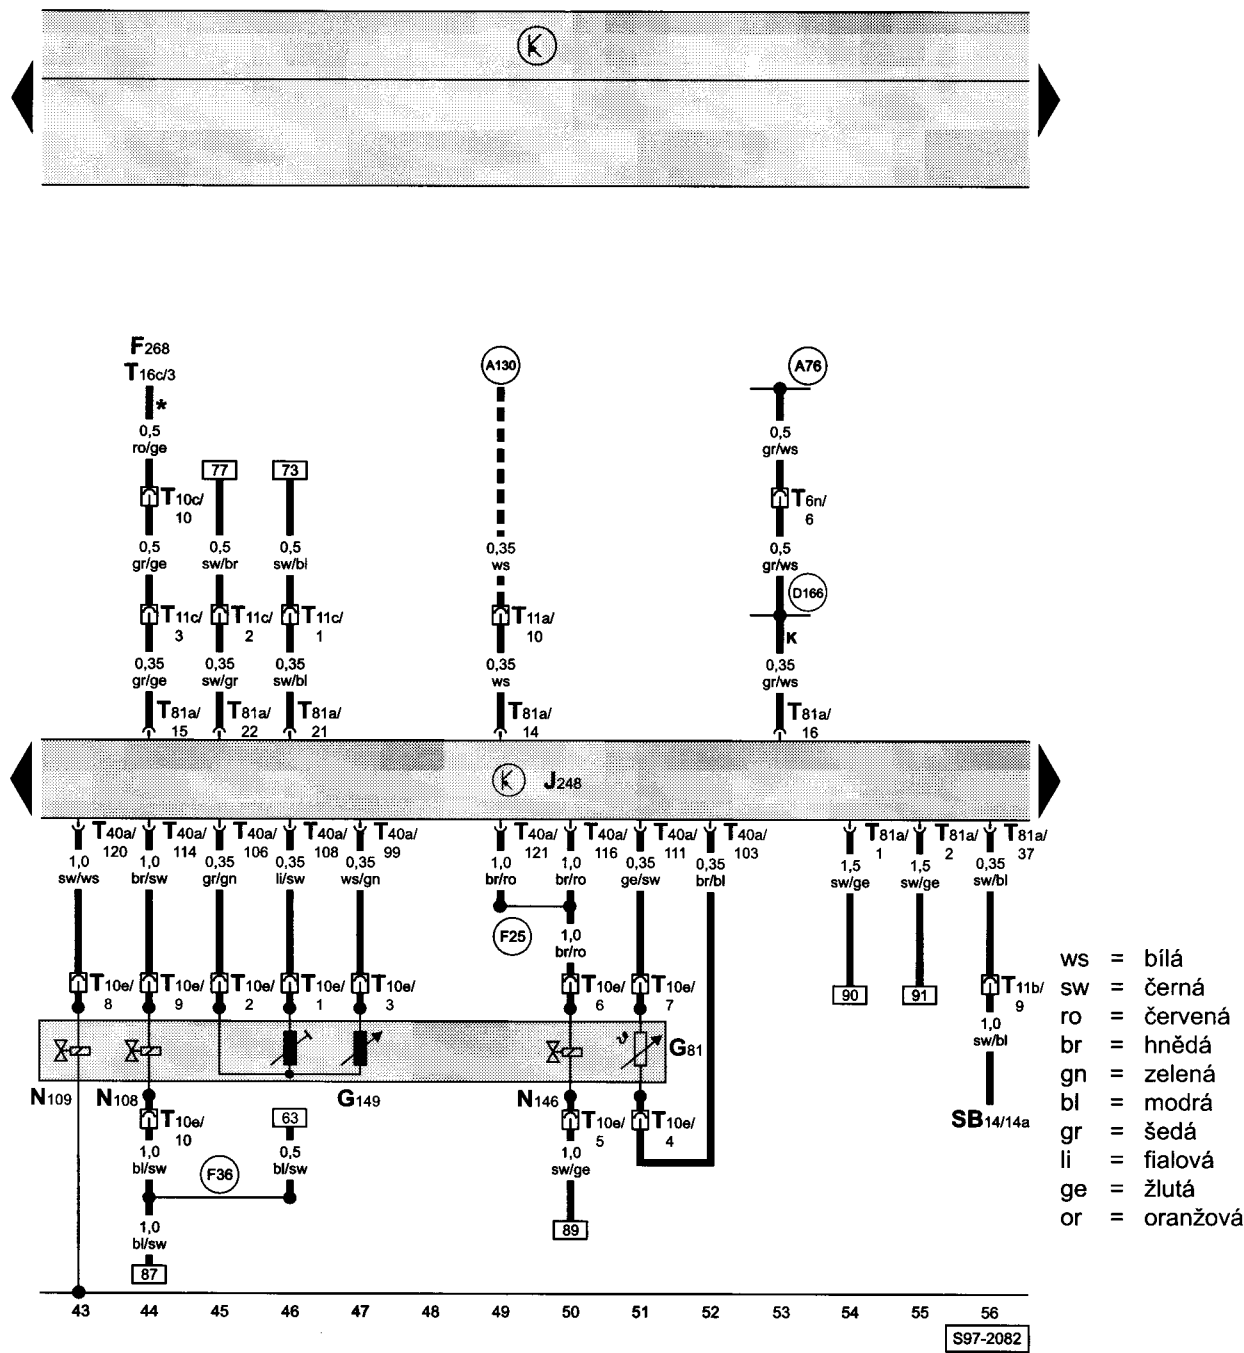 F268
T16c/3
*
0,5
ro/ge
T10c/
10
77
73
0,5
gr/ge
0,5
sw/br
0,5
sw/bl
T11c/
3
T11c/
2
T11c/
1
0,35
gr/ge
0,35
sw/gr
0,35
sw/bl
T81a/
15
T81a/
22
T81a/
21
A130
0,35
ws
T11a/
10
0,35
ws
T81a/
14
A76
0,5
gr/ws
T6n/
6
0,5
gr/ws
D166
K
0,35
gr/ws
T81a/
16
J248
T40a/
120
T40a/
114
T40a/
106
T40a/
108
T40a/
99
T40a/
121
T40a/
116
T40a/
111
T40a/
103
T81a/
1
T81a/
2
T81a/
37
1,0
sw/ws
1,0
br/sw
0,35
gr/gn
0,35
li/sw
0,35
ws/gn
1,0
br/ro
1,0
br/ro
0,35
ge/sw
0,35
br/bl
1,5
sw/ge
1,5
sw/ge
0,35
sw/bl
F25
1,0
br/ro
T10e/
8
T10e/
9
T10e/
2
T10e/
1
T10e/
3
T10e/
6
T10e/
7
90
91
T11b/
9
1,0
sw/bl
SB14/14a
G81
N109
N108
G149
N146
T10e/
10
63
T10e/
5
T10e/
4
1,0
bl/sw
F36
0,5
bl/sw
1,0
sw/ge
1,0
bl/sw
87
89
43 44 45 46 47 48 49 50 51 52 53 54 55 56
S97-2082
ws = bílá
sw = černá
ro = červená
br = hnědá
gn = zelená
bl = modrá
gr = šedá
li = fialová
ge = žlutá
or = oranžová